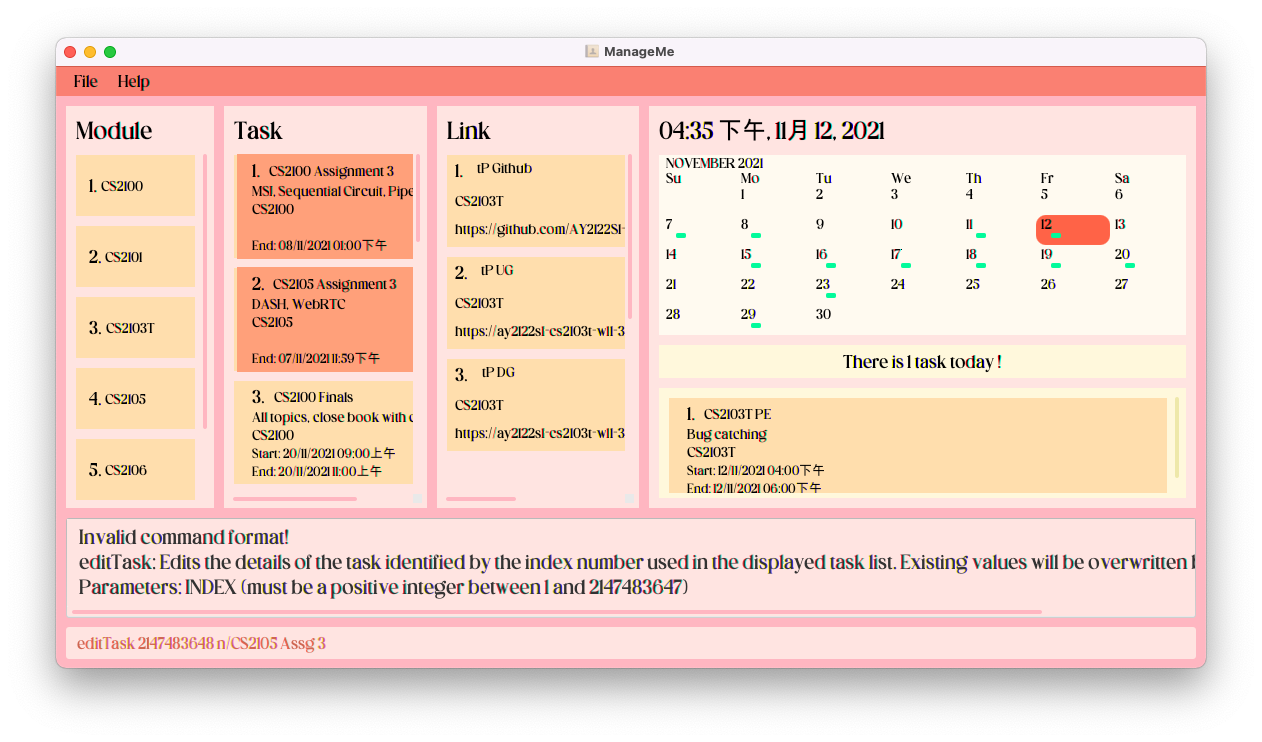 ManageMe
File Help
Module
1. CS2100
2. CS2101
3. CS2103T
4. CS2105
5. CS2106
Task
1. CS2100 Assignment 3
MSI, Sequential Circuit, Pipe
CS2100
End: 08/11/2021 01:00下午
2. CS2105 Assignment 3
DASH, WebRTC
CS2105
End: 07/11/2021 11:59下午
3. CS2100 Finals
All topics, close book with c
CS2100
Start: 20/11/2021 09:00上午
End: 20/11/2021 11:00上午
Link
1. tP Github
CS2103T
https://github.com/AY2122S1-
2. tP UG
CS2103T
https://ay2122s1-cs2103t-w11-3
3. tP DG
CS2103T
https://ay2122s1-cs2103t-w11-3
04:35 下午, 11月 12, 2021
NOVEMBER 2021
Su Mo Tu We Th Fr Sa
1 2 3 4 5 6
7 8 9 10 11 12 13
14 15 16 17 18 19 20
21 22 23 24 25 26 27
28 29 30
There is 1 task today !
1. CS2103T PE
Bug catching
CS2103T
Start: 12/11/2021 04:00下午
End: 12/11/2021 06:00下午
Invalid command format!
editTask: Edits the details of the task identified by the index number used in the displayed task list. Existing values will be overwritten b
Parameters: INDEX (must be a positive integer between 1 and 2147483647)
editTask 2147483648 n/CS2105 Assg 3